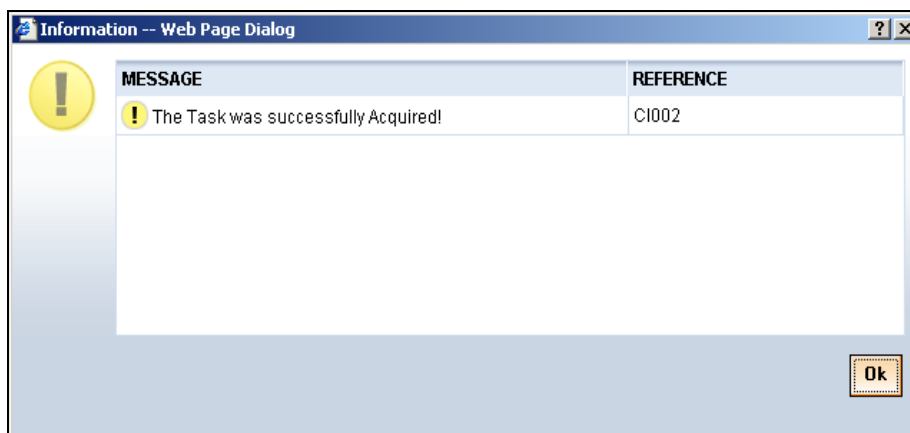 Information -- Web Page Dialog
MESSAGE REFERENCE
The Task was successfully Acquired! CI002
Ok